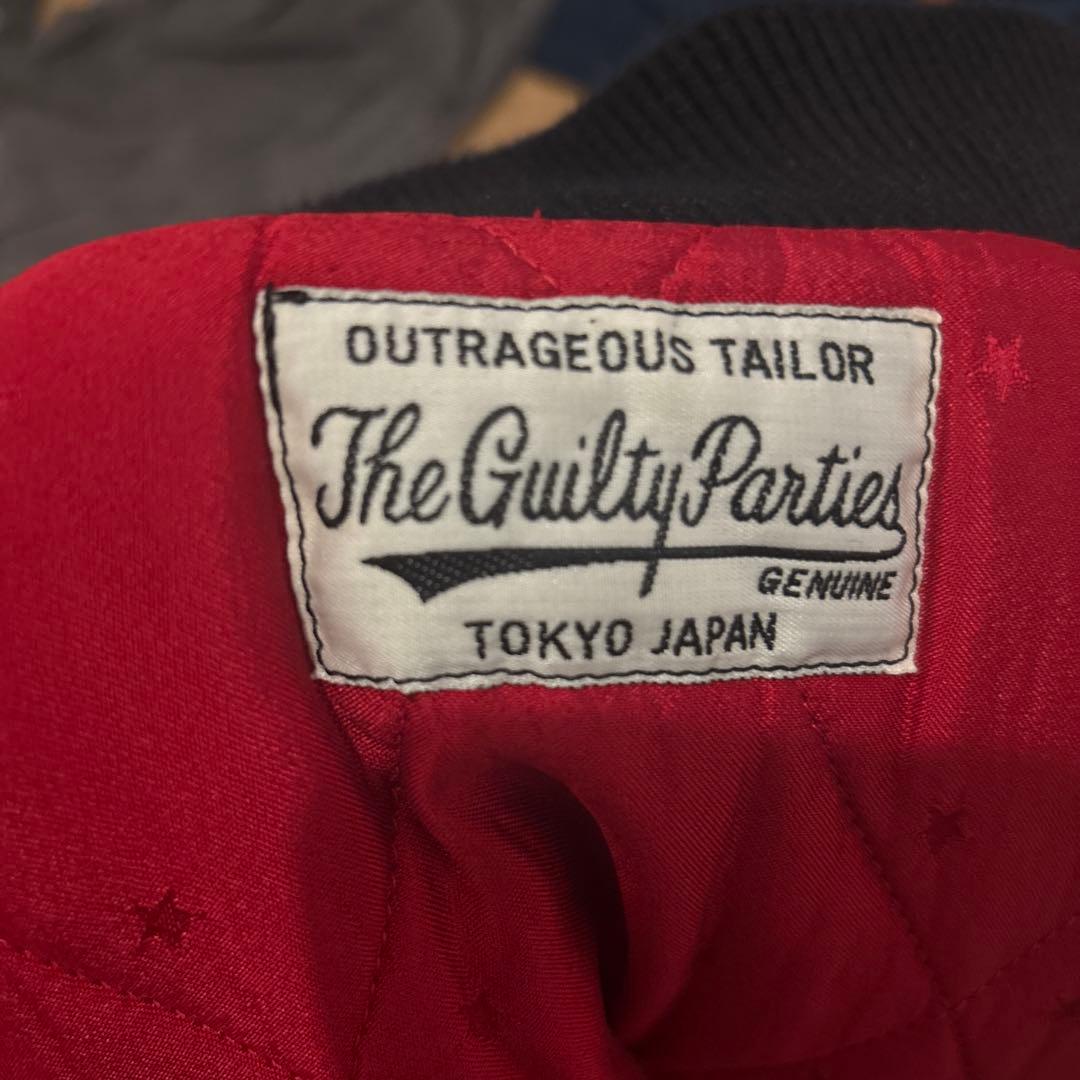 OUTRAGEOUS TAILOR
The Guilty Parties
GENUINE
TOKYO JAPAN